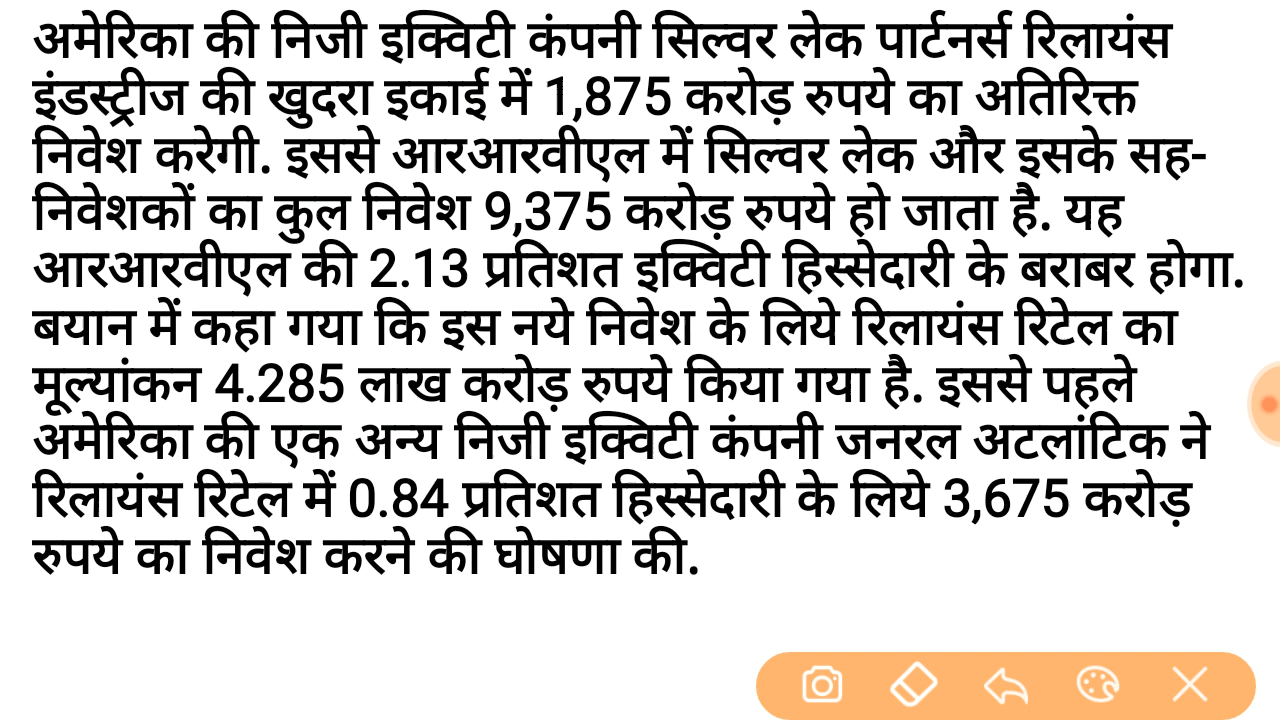 अमेरिका की निजी इक्विटी कंपनी सिल्वर लेक पार्टनर्स रिलायंस
इंडस्ट्रीज की खुदरा इकाई में 1,875 करोड़ रुपये का अतिरिक्त
निवेश करेगी. इससे आरआरवीएल में सिल्वर लेक और इसके सह-
निवेशकों का कुल निवेश 9,375 करोड़ रुपये हो जाता है. यह
आरआरवीएल की 2.13 प्रतिशत इक्विटी हिस्सेदारी के बराबर होगा.
बयान में कहा गया कि इस नये निवेश के लिये रिलायंस रिटेल का
मूल्यांकन 4.285 लाख करोड़ रुपये किया गया है. इससे पहले
अमेरिका की एक अन्य निजी इक्विटी कंपनी जनरल अटलांटिक ने
रिलायंस रिटेल में 0.84 प्रतिशत हिस्सेदारी के लिये 3,675 करोड़
रुपये का निवेश करने की घोषणा की.